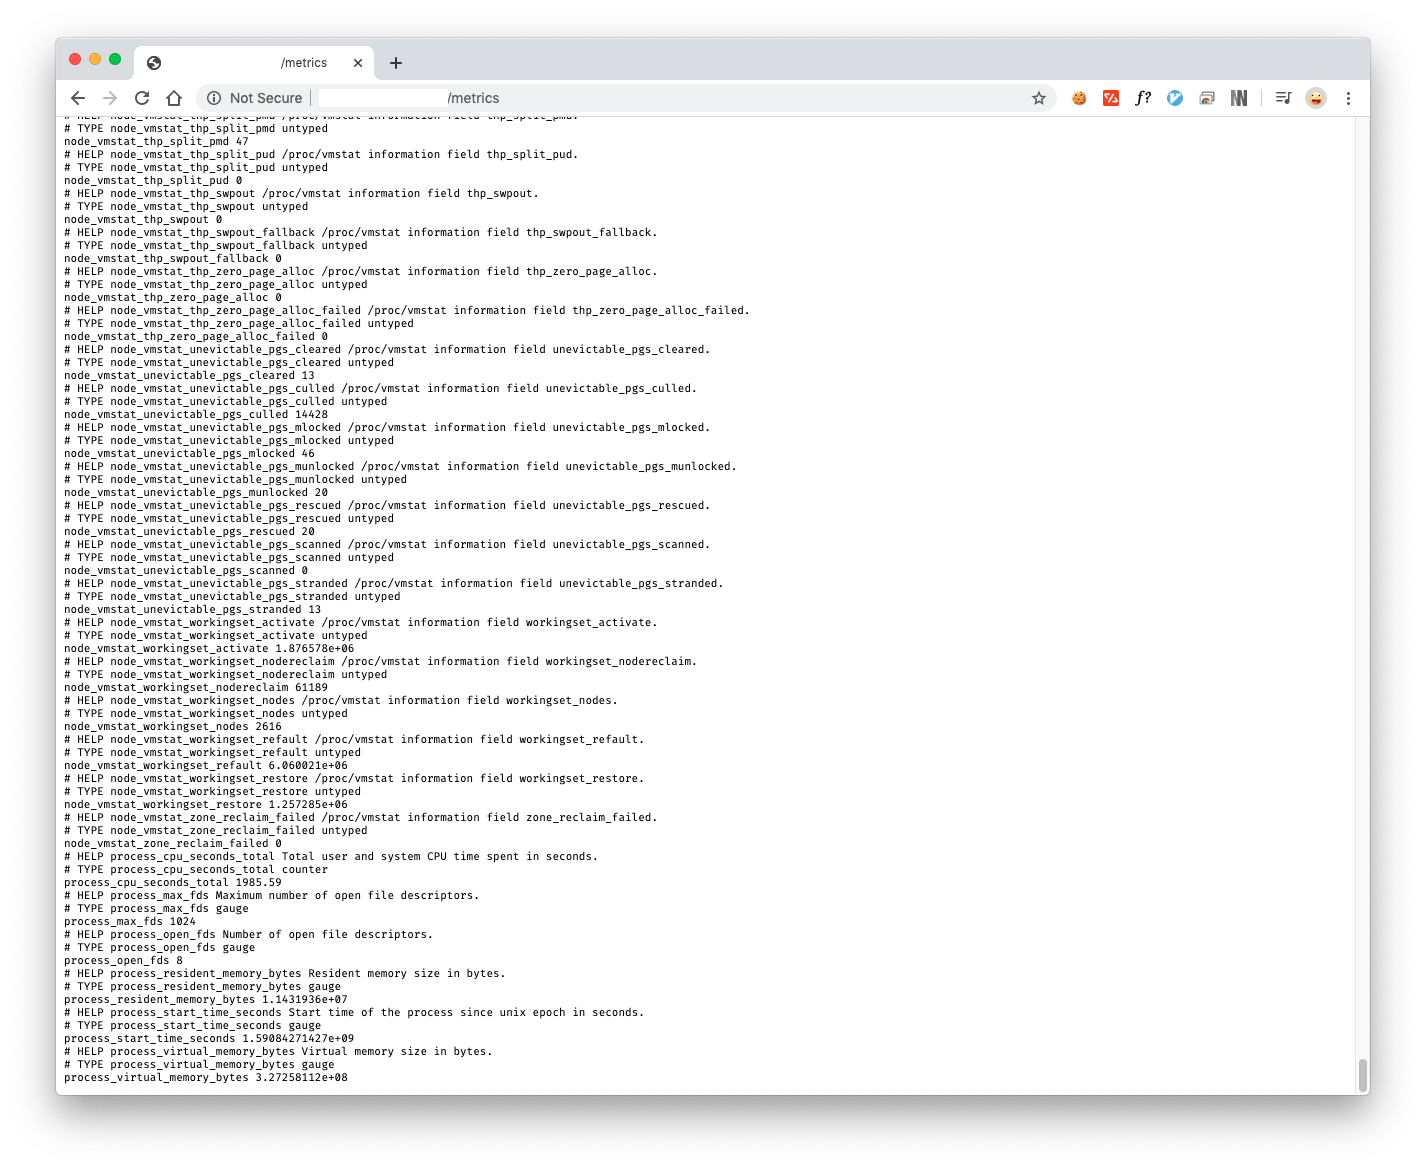 /metrics
Not Secure
/metrics
f?
# HELP node_vmstat_thp_split_pmd /proc/vmstat information field thp_split_pmd.
# TYPE node_vmstat_thp_split_pmd untyped
node_vmstat_thp_split_pmd 47
# HELP node_vmstat_thp_split_pud /proc/vmstat information field thp_split_pud.
# TYPE node_vmstat_thp_split_pud untyped
node_vmstat_thp_split_pud 0
# HELP node_vmstat_thp_swpout /proc/vmstat information field thp_swpout.
# TYPE node_vmstat_thp_swpout untyped
node_vmstat_thp_swpout 0
# HELP node_vmstat_thp_swpout_fallback /proc/vmstat information field thp_swpout_fallback.
# TYPE node_vmstat_thp_swpout_fallback untyped
node_vmstat_thp_swpout_fallback 0
# HELP node_vmstat_thp_zero_page_alloc /proc/vmstat information field thp_zero_page_alloc.
# TYPE node_vmstat_thp_zero_page_alloc untyped
node_vmstat_thp_zero_page_alloc 0
# HELP node_vmstat_thp_zero_page_alloc_failed /proc/vmstat information field thp_zero_page_alloc_failed.
# TYPE node_vmstat_thp_zero_page_alloc_failed untyped
node_vmstat_thp_zero_page_alloc_failed 0
# HELP node_vmstat_unevictable_pgs_cleared /proc/vmstat information field unevictable_pgs_cleared.
# TYPE node_vmstat_unevictable_pgs_cleared untyped
node_vmstat_unevictable_pgs_cleared 13
# HELP node_vmstat_unevictable_pgs_culled /proc/vmstat information field unevictable_pgs_culled.
# TYPE node_vmstat_unevictable_pgs_culled untyped
node_vmstat_unevictable_pgs_culled 14428
# HELP node_vmstat_unevictable_pgs_mlocked /proc/vmstat information field unevictable_pgs_mlocked.
# TYPE node_vmstat_unevictable_pgs_mlocked untyped
node_vmstat_unevictable_pgs_mlocked 46
# HELP node_vmstat_unevictable_pgs_munlocked /proc/vmstat information field unevictable_pgs_munlocked.
# TYPE node_vmstat_unevictable_pgs_munlocked untyped
node_vmstat_unevictable_pgs_munlocked 20
# HELP node_vmstat_unevictable_pgs_rescued /proc/vmstat information field unevictable_pgs_rescued.
# TYPE node_vmstat_unevictable_pgs_rescued untyped
node_vmstat_unevictable_pgs_rescued 20
# HELP node_vmstat_unevictable_pgs_scanned /proc/vmstat information field unevictable_pgs_scanned.
# TYPE node_vmstat_unevictable_pgs_scanned untyped
node_vmstat_unevictable_pgs_scanned 0
# HELP node_vmstat_unevictable_pgs_stranded /proc/vmstat information field unevictable_pgs_stranded.
# TYPE node_vmstat_unevictable_pgs_stranded untyped
node_vmstat_unevictable_pgs_stranded 13
# HELP node_vmstat_workingset_activate /proc/vmstat information field workingset_activate.
# TYPE node_vmstat_workingset_activate untyped
node_vmstat_workingset_activate 1.876578e+06
# HELP node_vmstat_workingset_nodereclaim /proc/vmstat information field workingset_nodereclaim.
# TYPE node_vmstat_workingset_nodereclaim untyped
node_vmstat_workingset_nodereclaim 61189
# HELP node_vmstat_workingset_nodes /proc/vmstat information field workingset_nodes.
# TYPE node_vmstat_workingset_nodes untyped
node_vmstat_workingset_nodes 2616
# HELP node_vmstat_workingset_refault /proc/vmstat information field workingset_refault.
# TYPE node_vmstat_workingset_refault untyped
node_vmstat_workingset_refault 6.060021e+06
# HELP node_vmstat_workingset_restore /proc/vmstat information field workingset_restore.
# TYPE node_vmstat_workingset_restore untyped
node_vmstat_workingset_restore 1.257285e+06
# HELP node_vmstat_zone_reclaim_failed /proc/vmstat information field zone_reclaim_failed.
# TYPE node_vmstat_zone_reclaim_failed untyped
node_vmstat_zone_reclaim_failed 0
# HELP process_cpu_seconds_total Total user and system CPU time spent in seconds.
# TYPE process_cpu_seconds_total counter
process_cpu_seconds_total 1985.59
# HELP process_max_fds Maximum number of open file descriptors.
# TYPE process_max_fds gauge
process_max_fds 1024
# HELP process_open_fds Number of open file descriptors.
# TYPE process_open_fds gauge
process_open_fds 8
# HELP process_resident_memory_bytes Resident memory size in bytes.
# TYPE process_resident_memory_bytes gauge
process_resident_memory_bytes 1.1431936e+07
# HELP process_start_time_seconds Start time of the process since unix epoch in seconds.
# TYPE process_start_time_seconds gauge
process_start_time_seconds 1.59084271427e+09
# HELP process_virtual_memory_bytes Virtual memory size in bytes.
# TYPE process_virtual_memory_bytes gauge
process_virtual_memory_bytes 3.27258112e+08